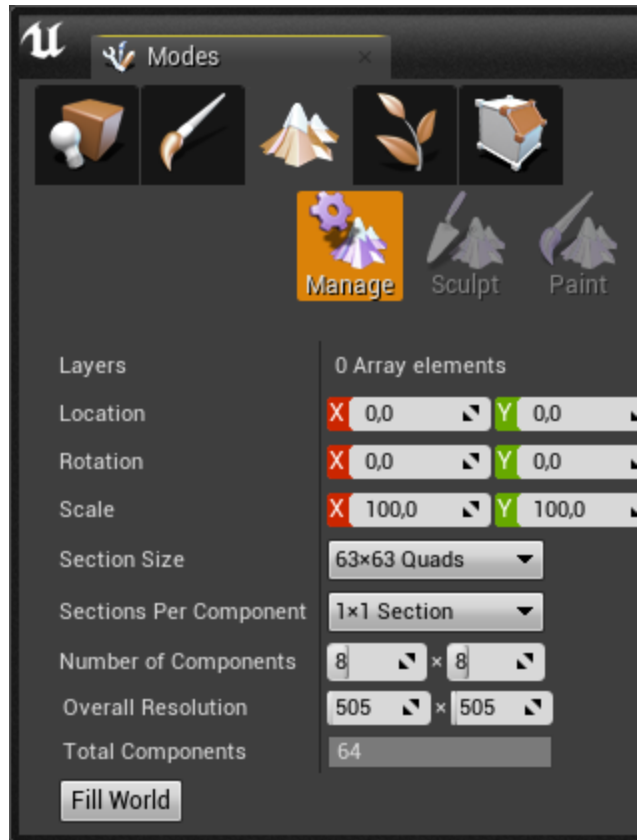 Modes
Manage Sculpt Paint
Layers 0 Array elements
Location X 0,0 Y 0,0
Rotation X 0,0 Y 0,0
Scale X 100,0 Y 100,0
Section Size 63×63 Quads
Sections Per Component 1×1 Section
Number of Components 8 × 8
Overall Resolution 505 × 505
Total Components 64
Fill World